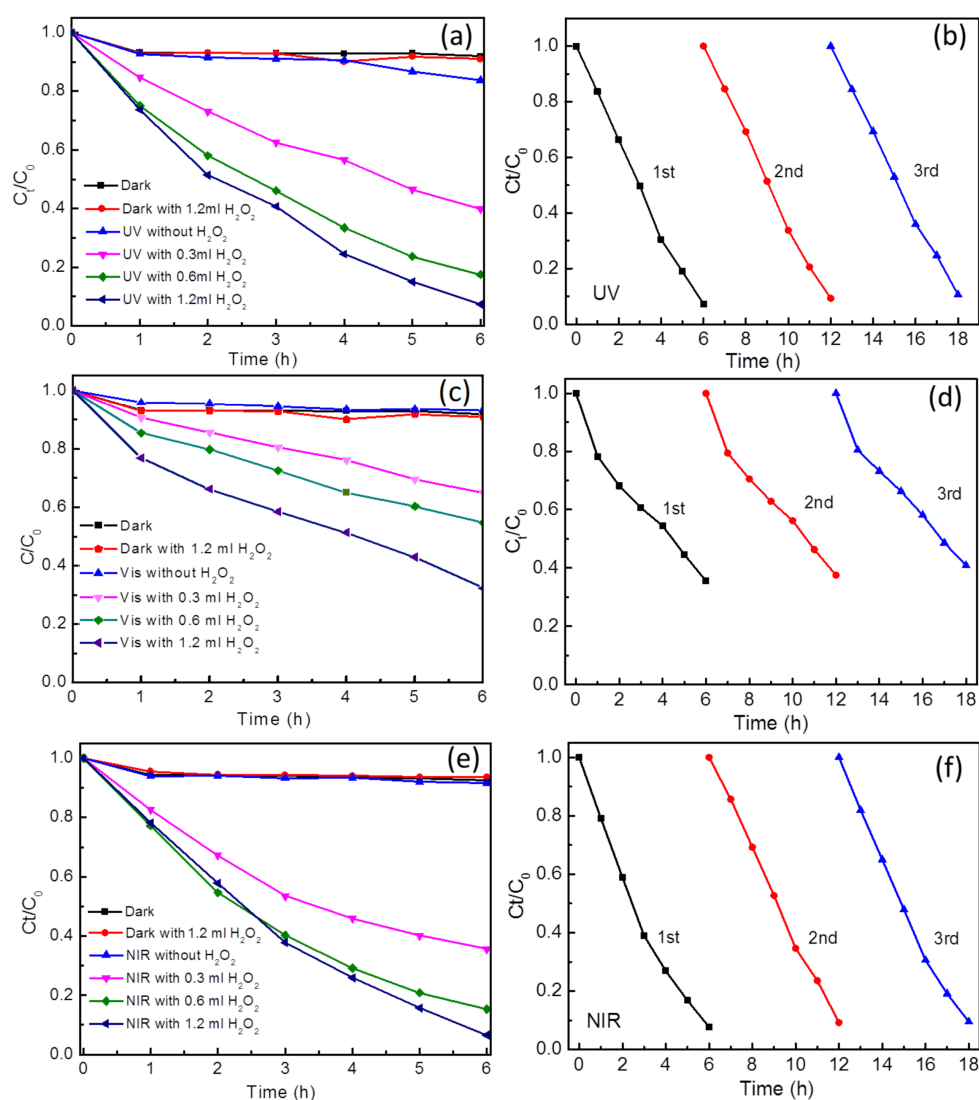 (a)
1.0
0.8
0.6
0.4
0.2
0.0
Ct/C0
Dark
Dark with 1.2ml H2O2
UV without H2O2
UV with 0.3ml H2O2
UV with 0.6ml H2O2
UV with 1.2ml H2O2
0 1 2 3 4 5 6
Time (h)
(b)
1.0
0.8
0.6
0.4
0.2
0.0
Ct/C0
1st
2nd
3rd
UV
0 2 4 6 8 10 12 14 16 18
Time (h)
(c)
1.0
0.8
0.6
0.4
0.2
0.0
C/C0
Dark
Dark with 1.2 ml H2O2
Vis without H2O2
Vis with 0.3 ml H2O2
Vis with 0.6 ml H2O2
Vis with 1.2 ml H2O2
0 1 2 3 4 5 6
Time (h)
(d)
1.0
0.8
0.6
0.4
0.2
0.0
Ct/C0
1st
2nd
3rd
0 2 4 6 8 10 12 14 16 18
Time (h)
(e)
1.0
0.8
0.6
0.4
0.2
0.0
Ct/C0
Dark
Dark with 1.2 ml H2O2
NIR without H2O2
NIR with 0.3 ml H2O2
NIR with 0.6 ml H2O2
NIR with 1.2 ml H2O2
0 1 2 3 4 5 6
Time (h)
(f)
1.0
0.8
0.6
0.4
0.2
0.0
Ct/C0
1st
2nd
3rd
NIR
0 2 4 6 8 10 12 14 16 18
Time (h)